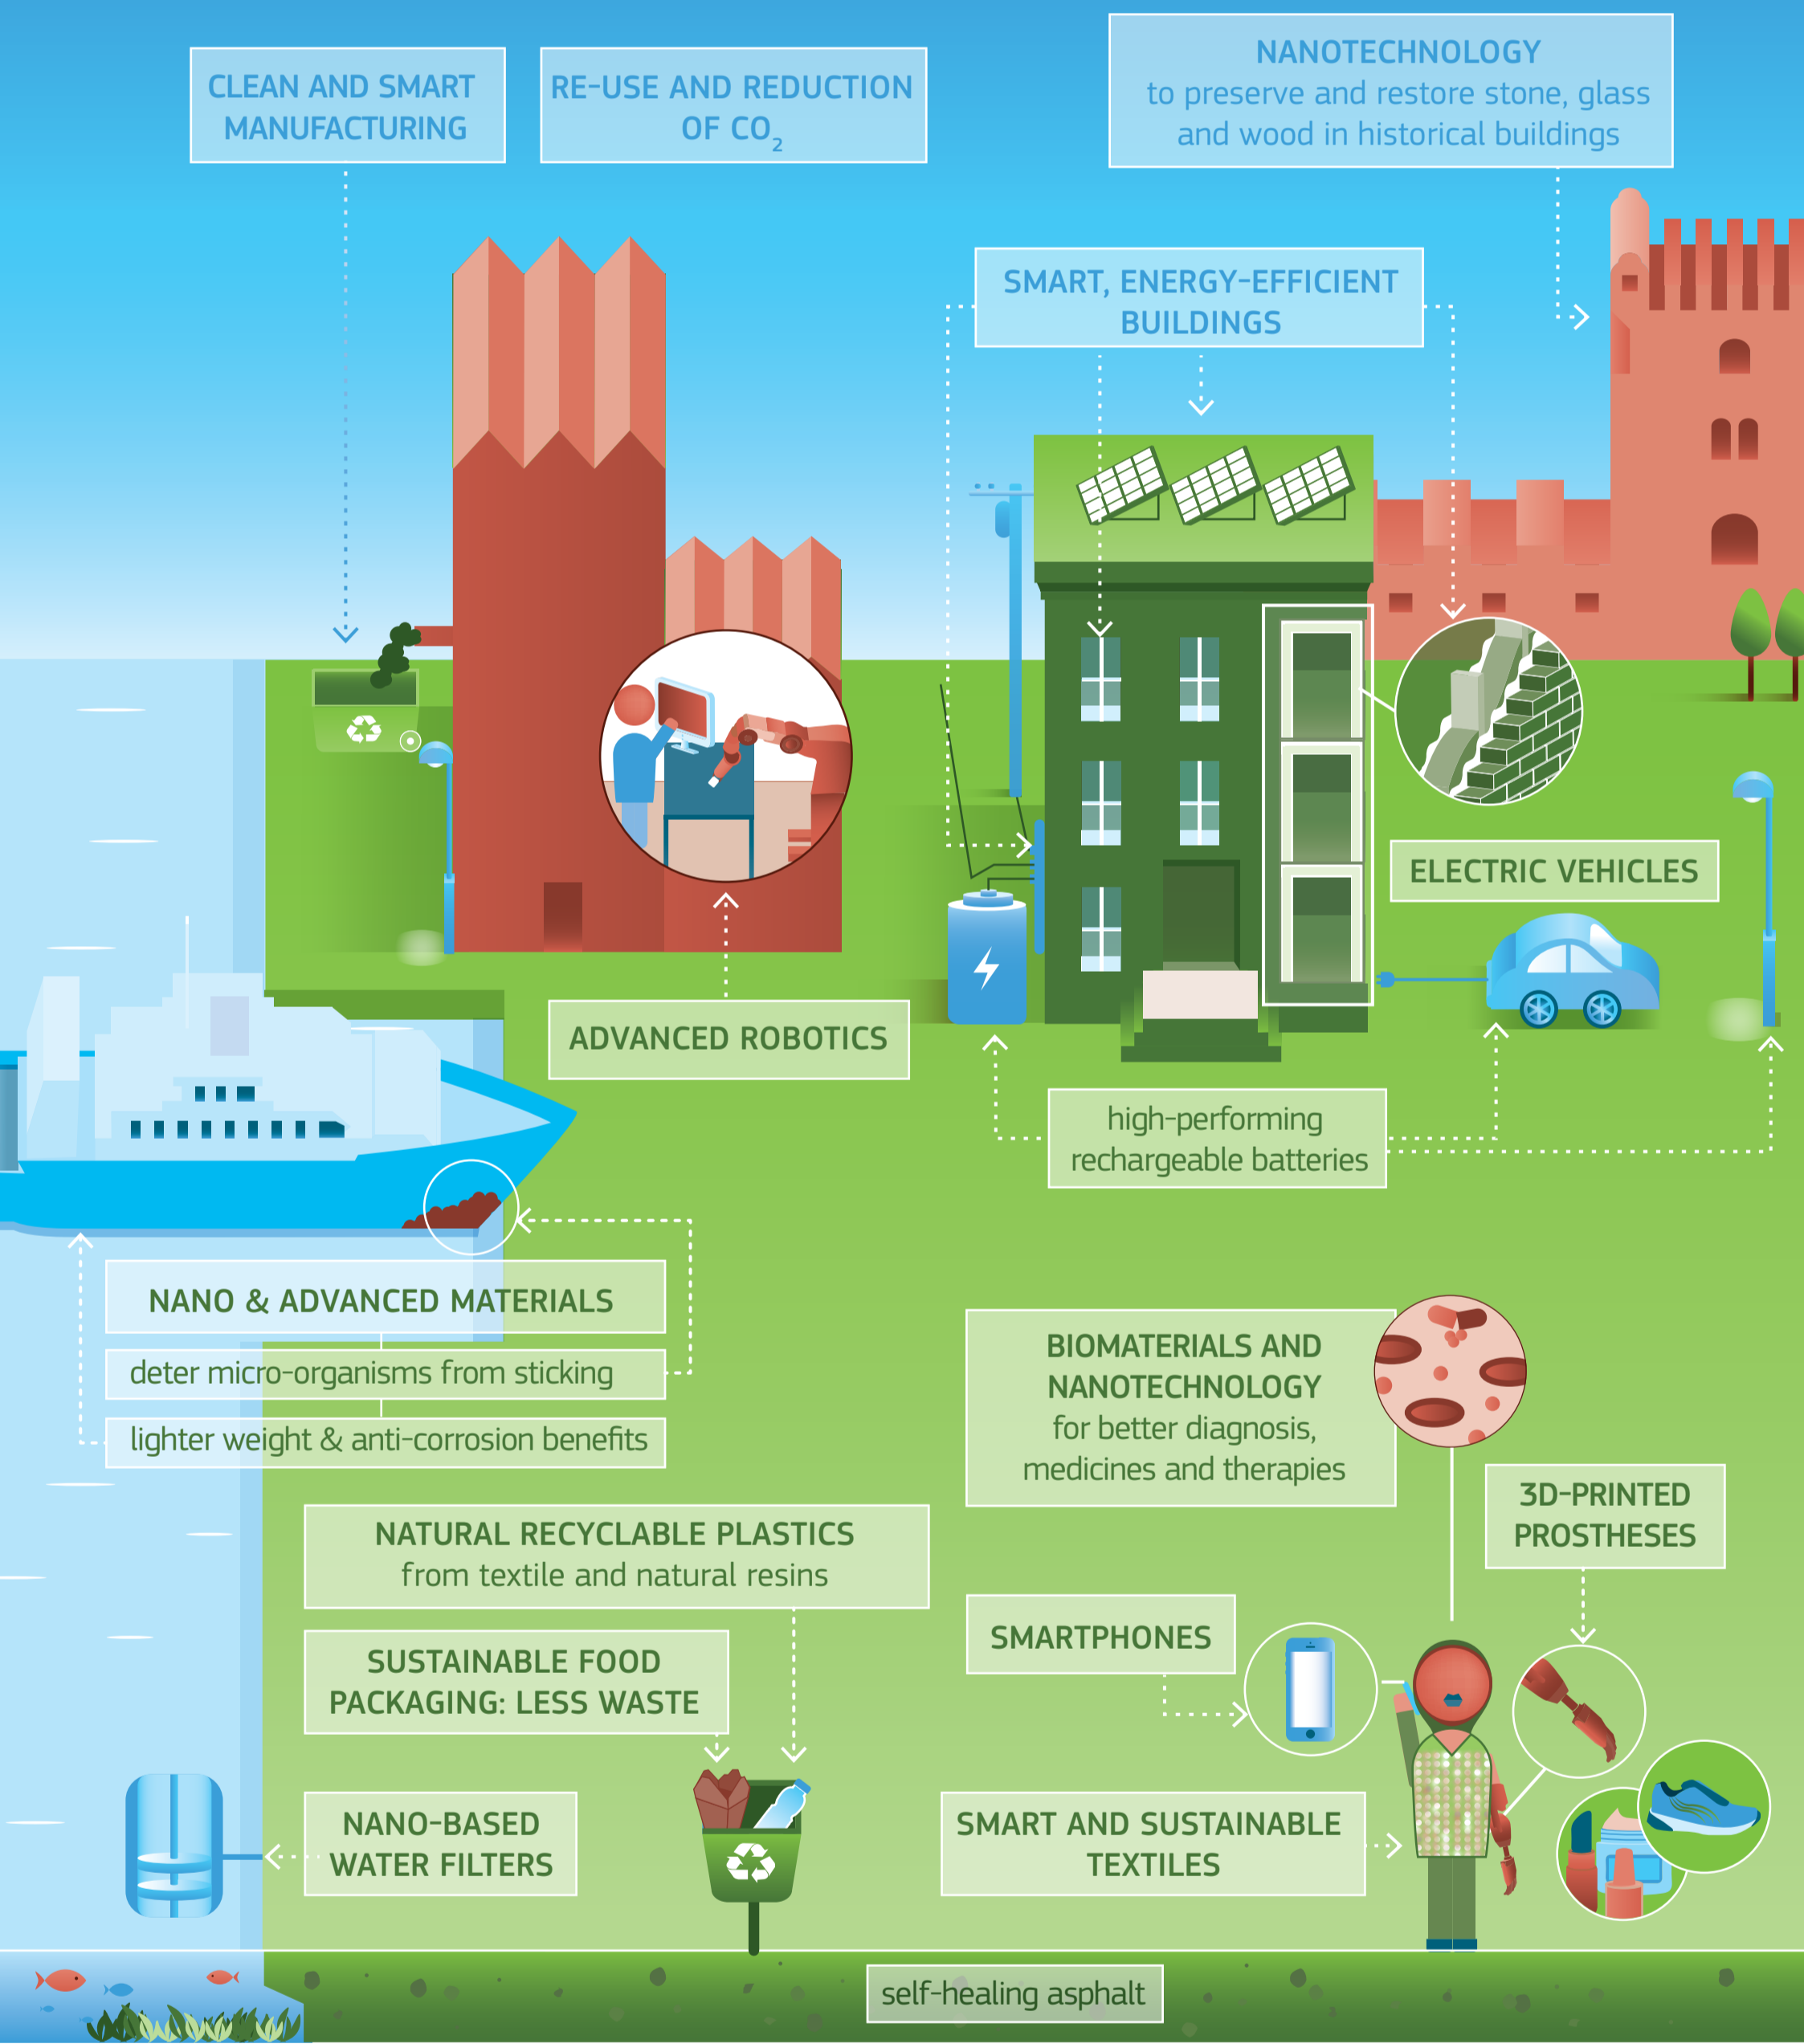 CLEAN AND SMART
MANUFACTURING
RE-USE AND REDUCTION
OF CO₂
NANOTECHNOLOGY
to preserve and restore stone, glass
and wood in historical buildings
SMART, ENERGY-EFFICIENT
BUILDINGS
ELECTRIC VEHICLES
ADVANCED ROBOTICS
high-performing
rechargeable batteries
NANO & ADVANCED MATERIALS
deter micro-organisms from sticking
lighter weight & anti-corrosion benefits
BIOMATERIALS AND
NANOTECHNOLOGY
for better diagnosis,
medicines and therapies
3D-PRINTED
PROSTHESES
NATURAL RECYCLABLE PLASTICS
from textile and natural resins
SMARTPHONES
SUSTAINABLE FOOD
PACKAGING: LESS WASTE
NANO-BASED
WATER FILTERS
SMART AND SUSTAINABLE
TEXTILES
self-healing asphalt